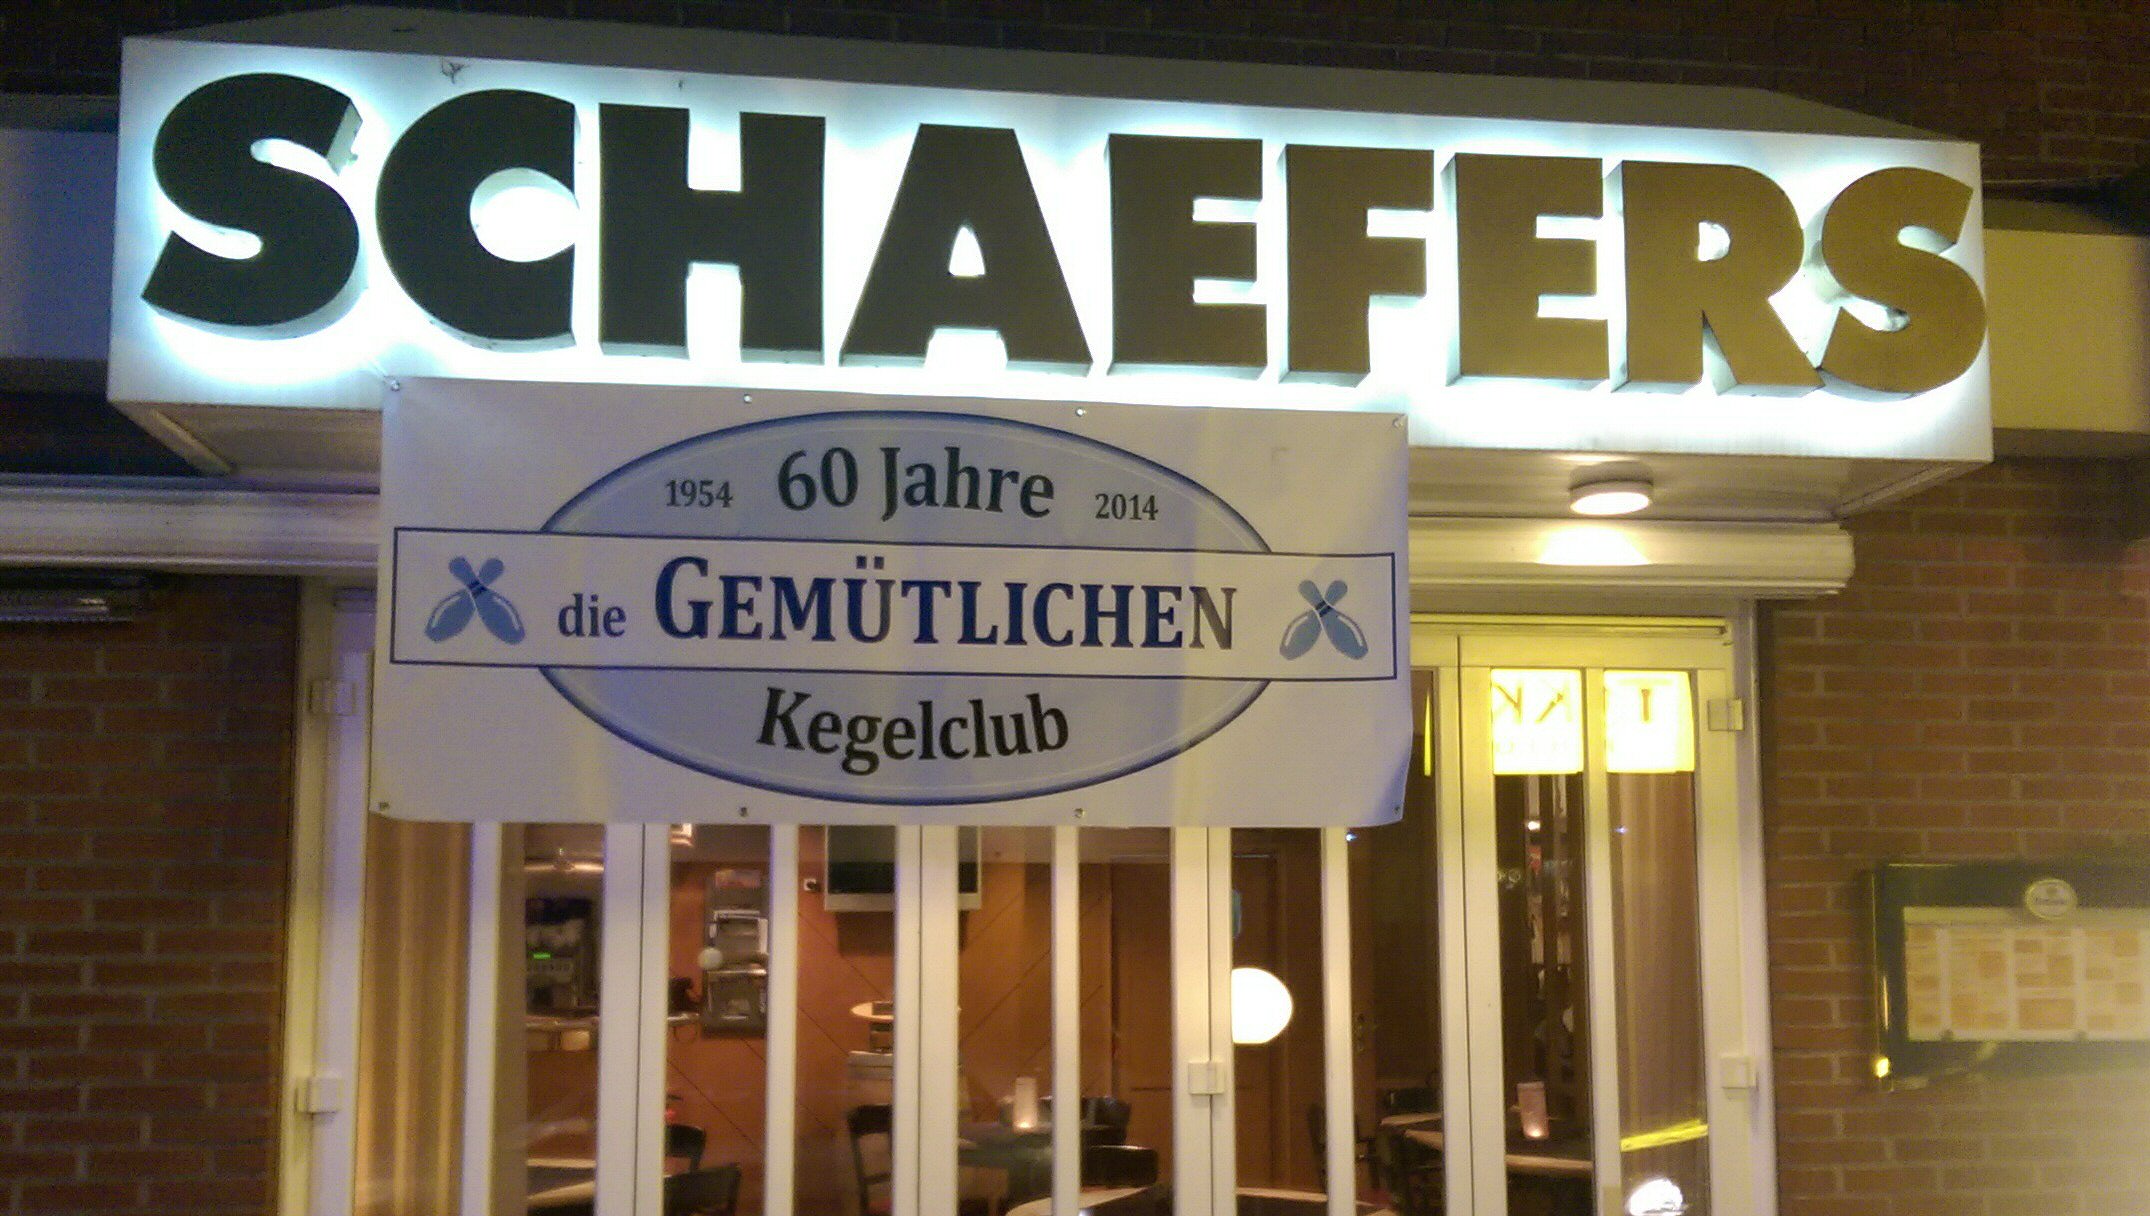 SCHAEFERS
1954 60 Jahre 2014
die GEMÜTLICHEN
Kegelclub